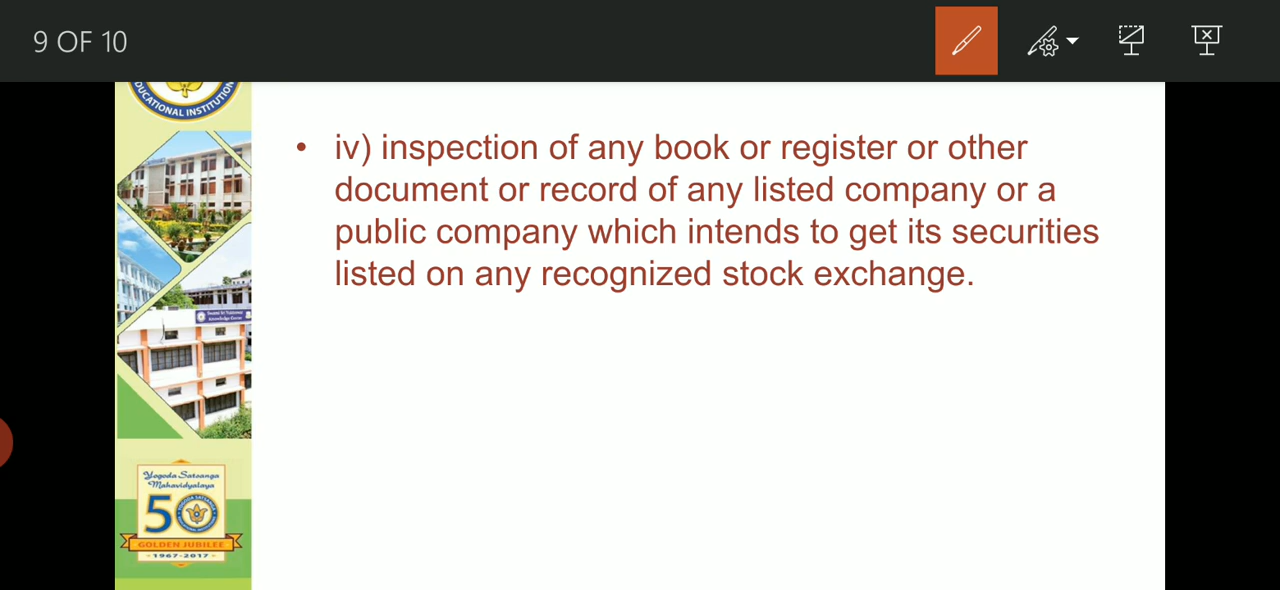 9 OF 10
UCATIONAL INSTITUTION
• iv) inspection of any book or register or other
document or record of any listed company or a
public company which intends to get its securities
listed on any recognized stock exchange.
Yogoda Satsanga
Mahavidyalaya
50
GOLDEN JUBILEE
1967-2017